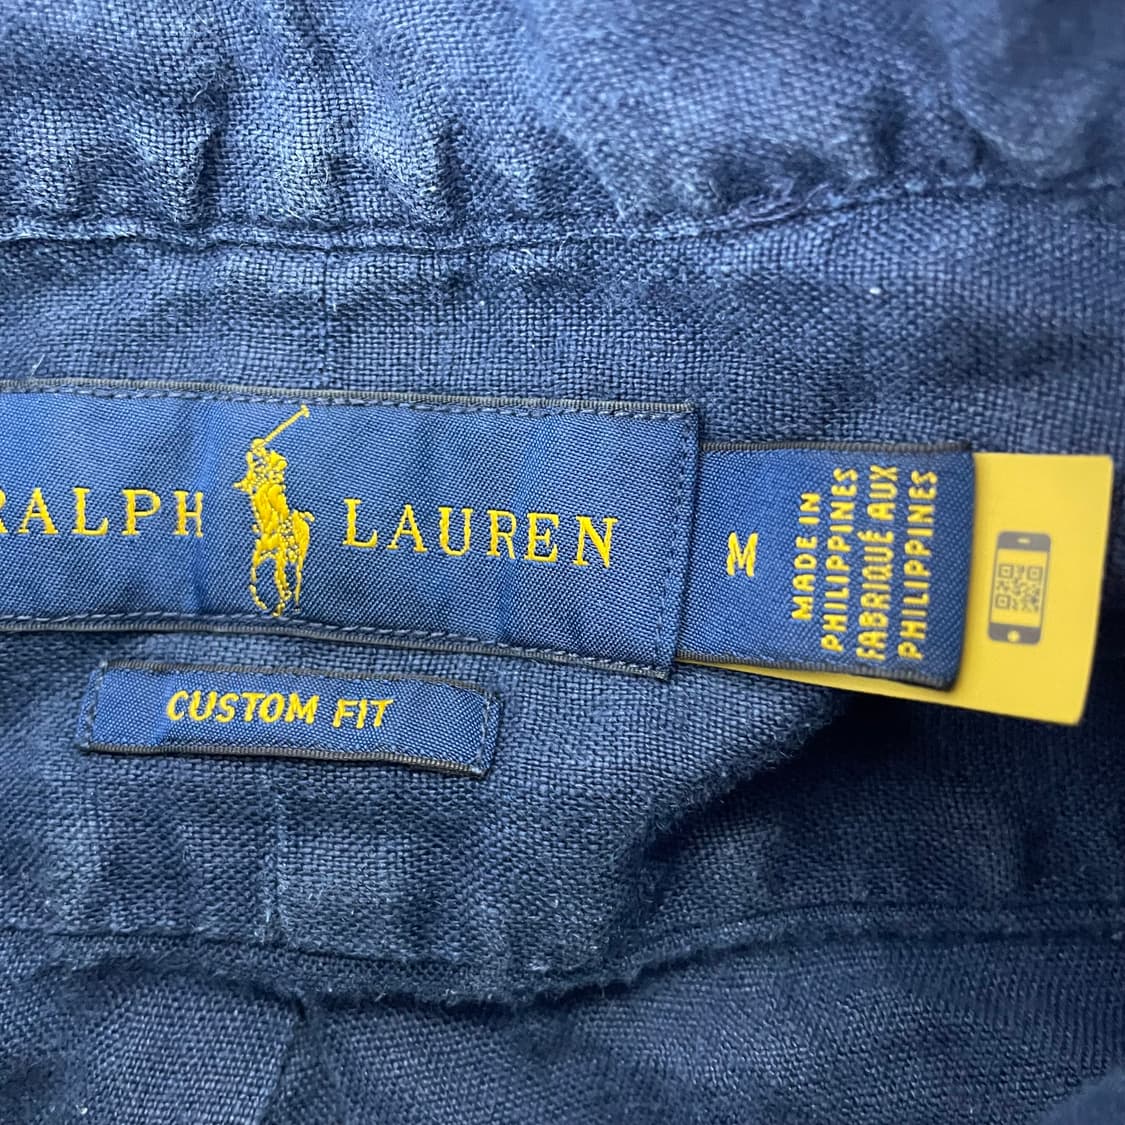 RALPH LAUREN
M
MADE IN
PHILIPPINES
FABRIQUÉ AUX
PHILIPPINES
CUSTOM FIT